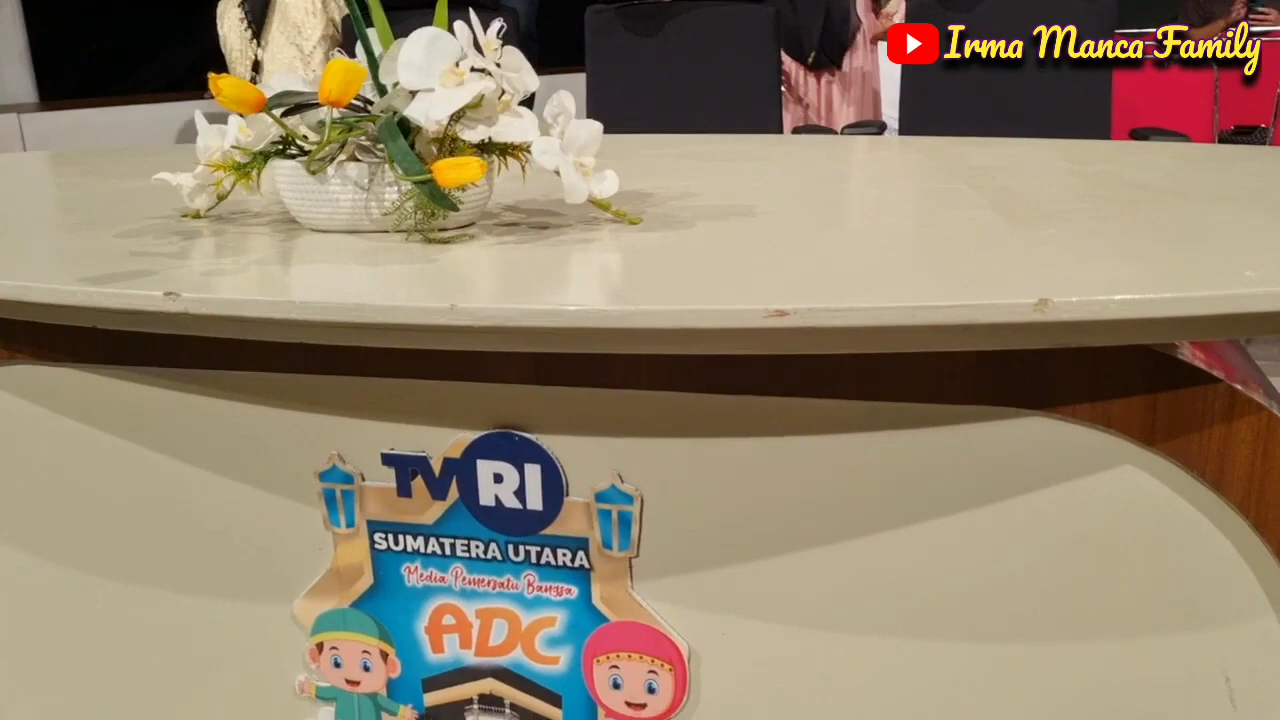 Irma Manca Family
TVRI
SUMATERA UTARA
Media Pemersatu Bangsa
ADC